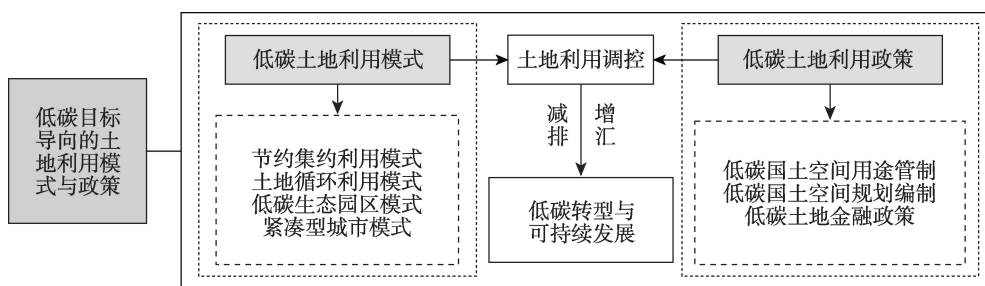 低碳目标
导向的土
地利用模
式与政策
低碳土地利用模式
节约集约利用模式
土地循环利用模式
低碳生态园区模式
紧凑型城市模式
土地利用调控
减排
增汇
低碳转型与
可持续发展
低碳土地利用政策
低碳国土空间用途管制
低碳国土空间规划编制
低碳土地金融政策